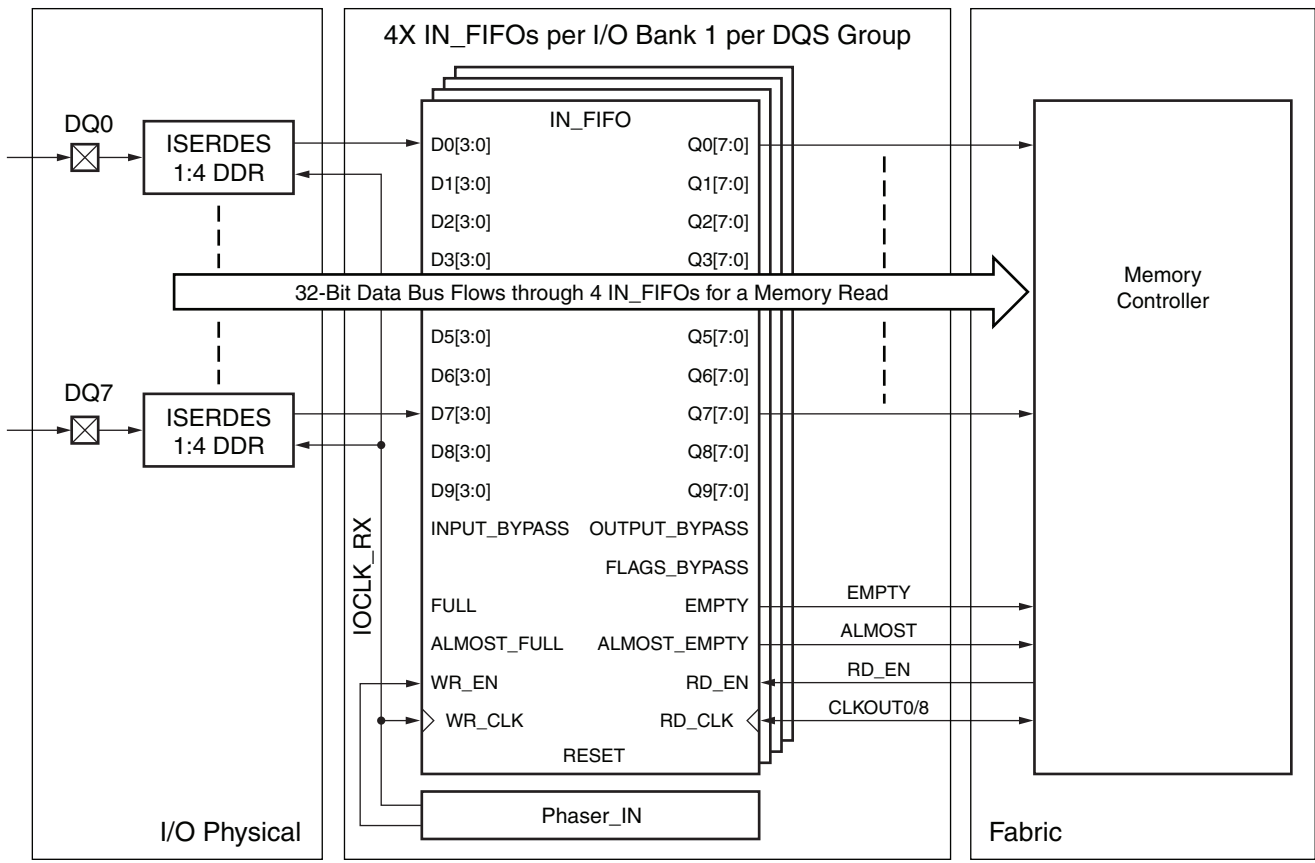 4X IN_FIFOs per I/O Bank 1 per DQS Group
DQ0
ISERDES
1:4 DDR
DQ7
ISERDES
1:4 DDR
I/O Physical
IOCLK_RX
IN_FIFO
D0[3:0] Q0[7:0]
D1[3:0] Q1[7:0]
D2[3:0] Q2[7:0]
D3[3:0] Q3[7:0]
32-Bit Data Bus Flows through 4 IN_FIFOs for a Memory Read
D5[3:0] Q5[7:0]
D6[3:0] Q6[7:0]
D7[3:0] Q7[7:0]
D8[3:0] Q8[7:0]
D9[3:0] Q9[7:0]
INPUT_BYPASS OUTPUT_BYPASS
FLAGS_BYPASS
FULL EMPTY
ALMOST_FULL ALMOST_EMPTY
WR_EN RD_EN
WR_CLK RD_CLK
RESET
Phaser_IN
EMPTY
ALMOST
RD_EN
CLKOUT0/8
Memory
Controller
Fabric